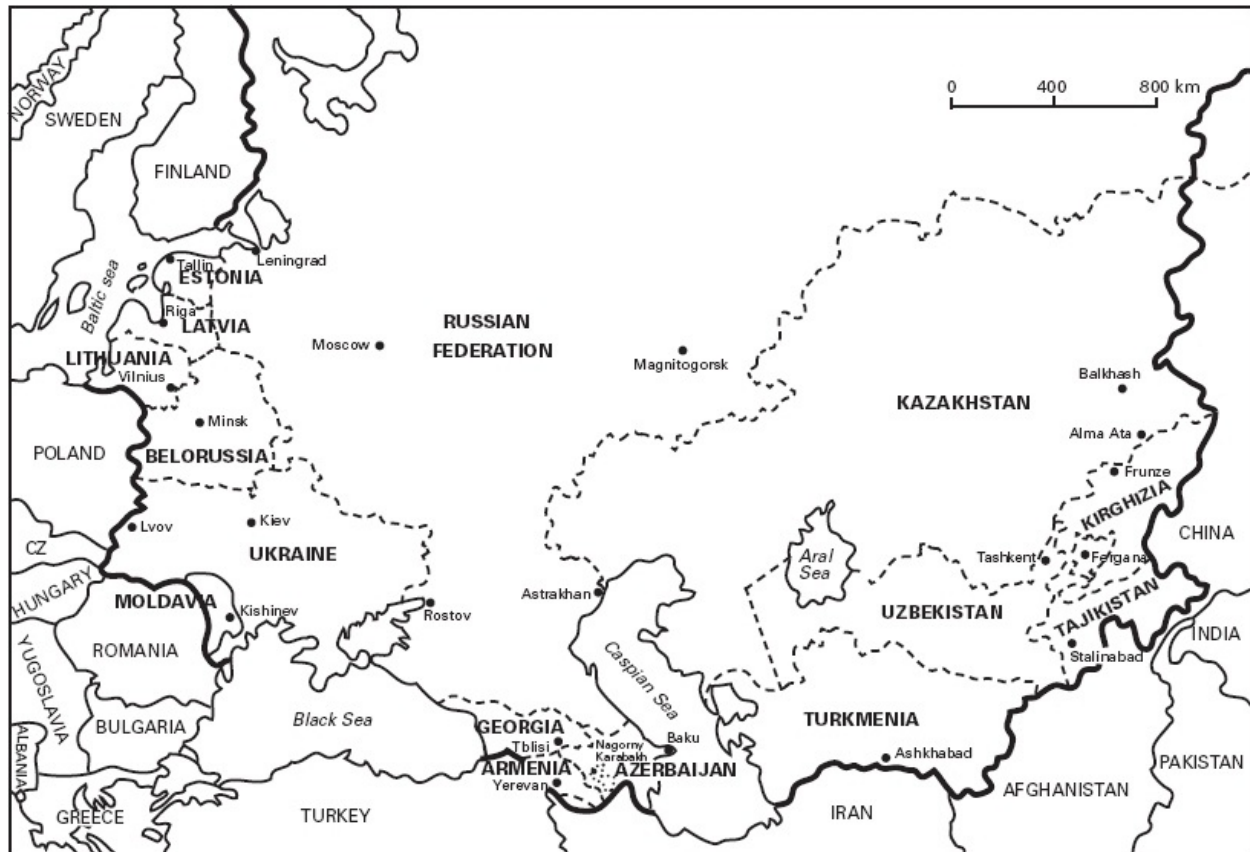 0 400 800 km
NORWAY
SWEDEN
FINLAND
Leningrad
Tallin
ESTONIA
Baltic sea
Riga
LATVIA
RUSSIAN
FEDERATION
Moscow
Magnitogorsk
LITHUANIA
Vilnius
Balkhash
KAZAKHSTAN
Minsk
Alma Ata
POLAND
BELORUSSIA
Frunze
KIRGHIZIA
Lvov
Kiev
CHINA
CZ
UKRAINE
Aral
Sea
Tashkent
Fergana
HUNGARY
MOLDAVIA
Kishinev
Rostov
Astrakhan
UZBEKISTAN
TAJIKISTAN
INDIA
ROMANIA
Stalinabad
YUGOSLAVIA
Caspian Sea
BULGARIA
Black Sea
GEORGIA
TURKMENIA
Tblisi
Nagorny
Karabakh
Baku
ALBANIA
ARMENIA
AZERBAIJAN
Ashkhabad
PAKISTAN
Yerevan
AFGHANISTAN
GREECE
TURKEY
IRAN